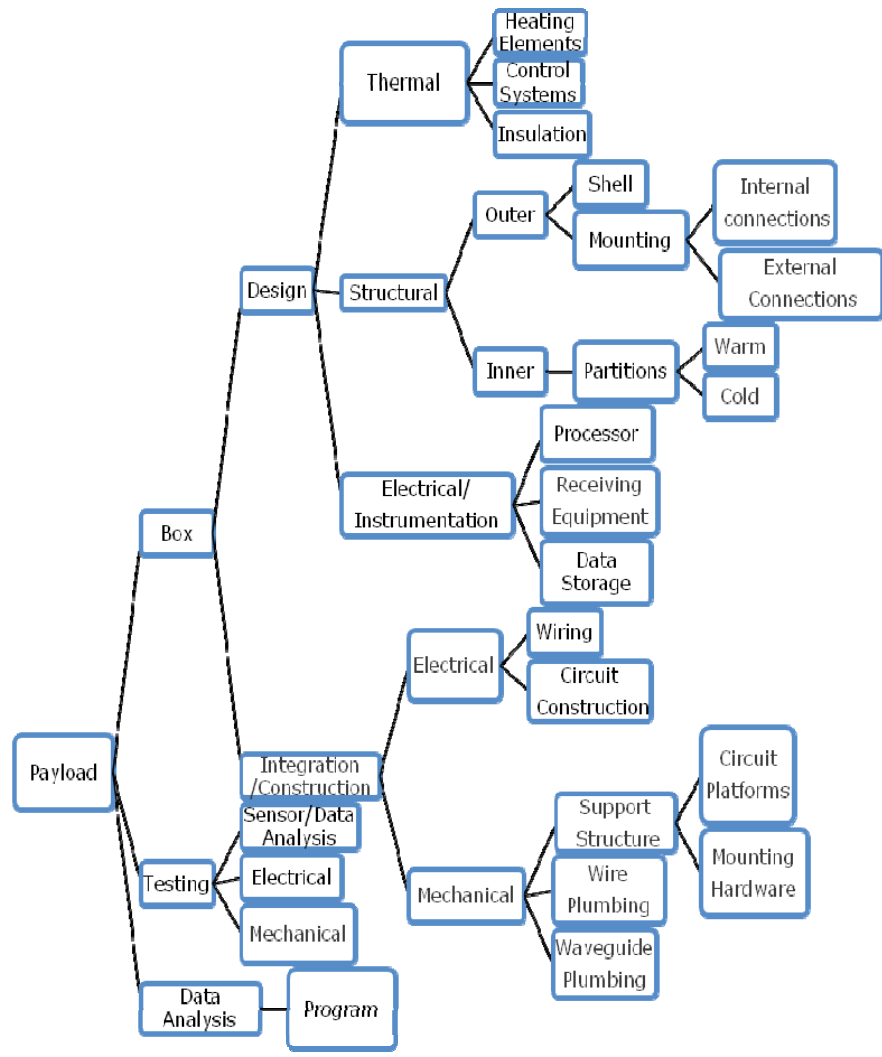 Heating
Elements
Thermal
Control
Systems
Insulation
Shell
Internal
connections
Outer
Mounting
External
Connections
Design
Structural
Warm
Inner
Partitions
Cold
Processor
Electrical/
Instrumentation
Receiving
Equipment
Box
Data
Storage
Wiring
Electrical
Circuit
Construction
Payload
Integration
/Construction
Circuit
Platforms
Support
Structure
Sensor/Data
Analysis
Testing
Electrical
Mechanical
Mounting
Hardware
Wire
Plumbing
Mechanical
Waveguide
Plumbing
Data
Analysis
Program